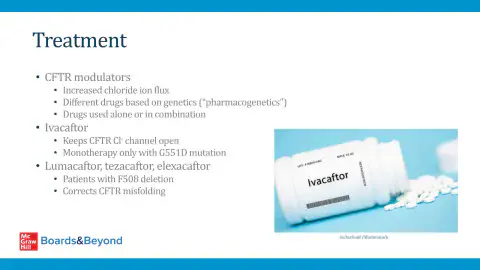 Treatment
• CFTR modulators
• Increased chloride ion flux
• Different drugs based on genetics ("pharmacogenetics")
• Drugs used alone or in combination
• Ivacaftor
• Keeps CFTR Cl- channel open
• Monotherapy only with G551D mutation
• Lumacaftor, tezacaftor, elexacaftor
• Patients with F508 deletion
• Corrects CFTR misfolding
Ivacaftor
Mc
Graw
Hill
Boards&Beyond